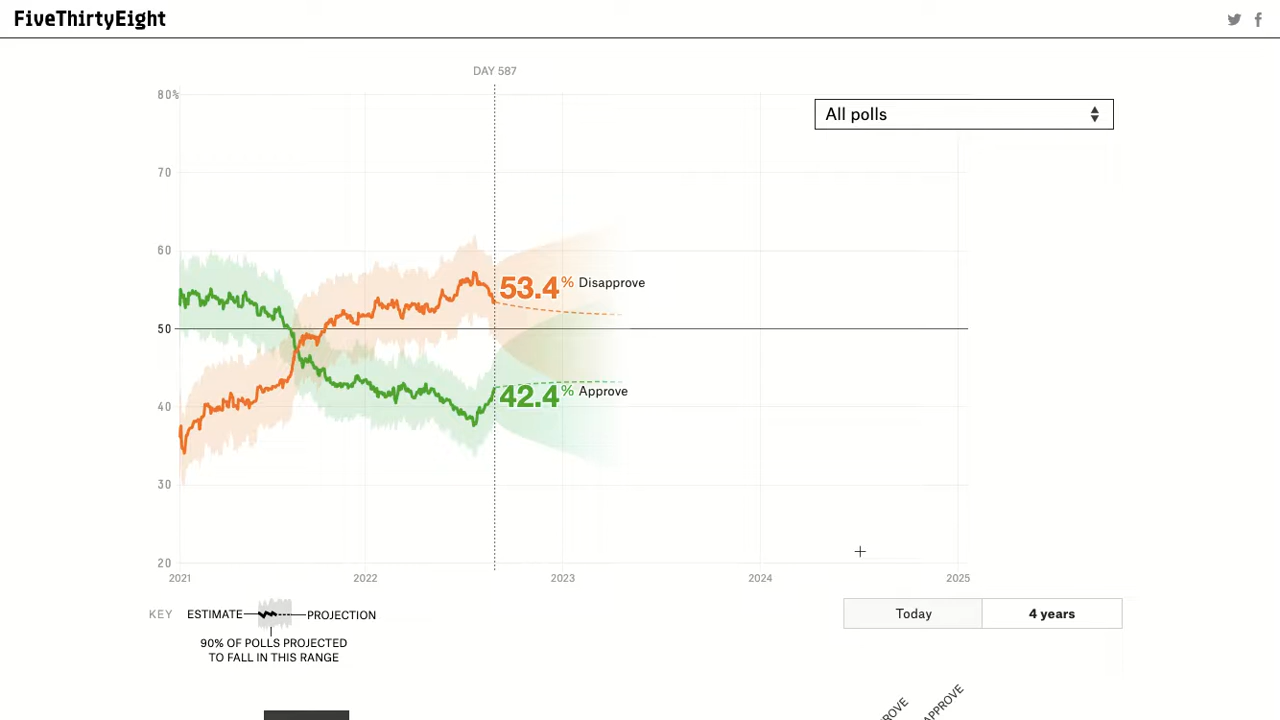 FiveThirtyEight
DAY 587
80%
All polls
70
60
53.4% Disapprove
50
42.4% Approve
40
30
20
2021 2022 2023 2024 2025
KEY ESTIMATE PROJECTION
90% OF POLLS PROJECTED
TO FALL IN THIS RANGE
Today 4 years
APPROVE